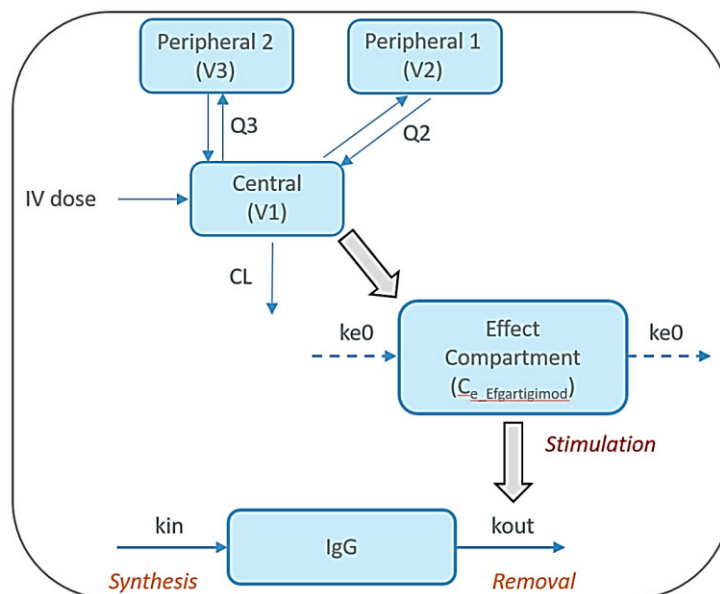 Peripheral 2
(V3)
Peripheral 1
(V2)
Q3
Q2
IV dose
Central
(V1)
CL
ke0
Effect
Compartment
(Ce_Efgartigimod)
ke0
Stimulation
kin
IgG
kout
Synthesis
Removal